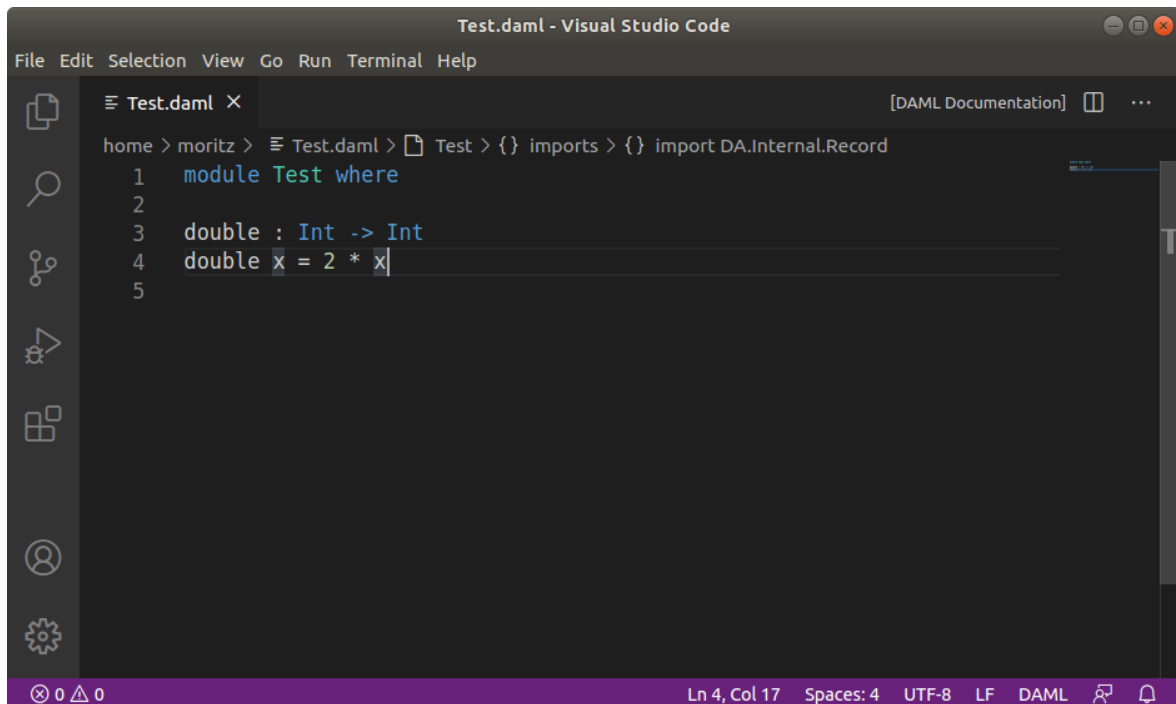 Test.daml - Visual Studio Code
File Edit Selection View Go Run Terminal Help
Test.daml
[DAML Documentation]
home > moritz > Test.daml > Test > {} imports > {} import DA.Internal.Record
1 module Test where
2
3 double : Int -> Int
4 double x = 2 * x
5
0 0 Ln 4, Col 17 Spaces: 4 UTF-8 LF DAML